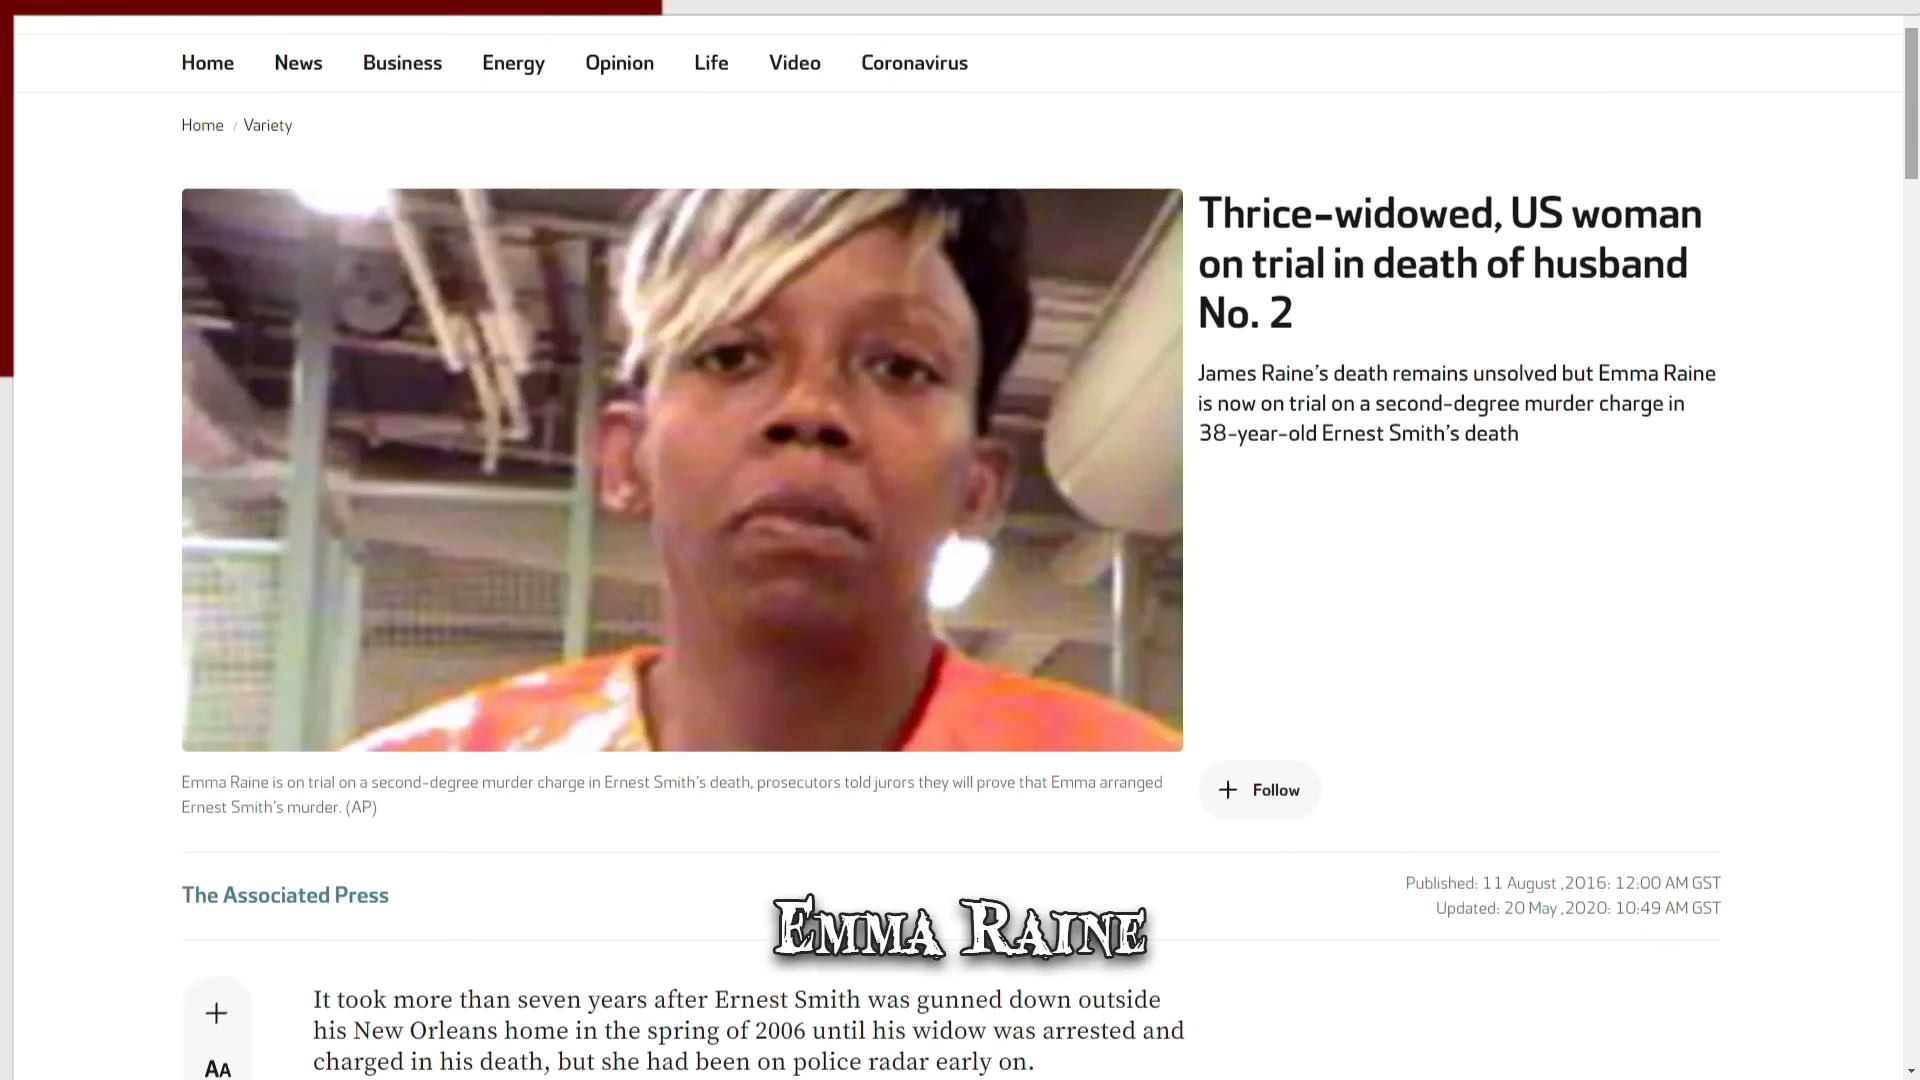 Home News Business Energy Opinion Life Video Coronavirus
Home / Variety
Thrice-widowed, US woman
on trial in death of husband
No. 2
James Raine's death remains unsolved but Emma Raine
is now on trial on a second-degree murder charge in
38-year-old Ernest Smith's death
Emma Raine is on trial on a second-degree murder charge in Ernest Smith's death, prosecutors told jurors they will prove that Emma arranged
Ernest Smith's murder. (AP)
+ Follow
The Associated Press
Published: 11 August ,2016: 12:00 AM GST
Updated: 20 May ,2020: 10:49 AM GST
Emma Raine
+
AA
It took more than seven years after Ernest Smith was gunned down outside
his New Orleans home in the spring of 2006 until his widow was arrested and
charged in his death, but she had been on police radar early on.